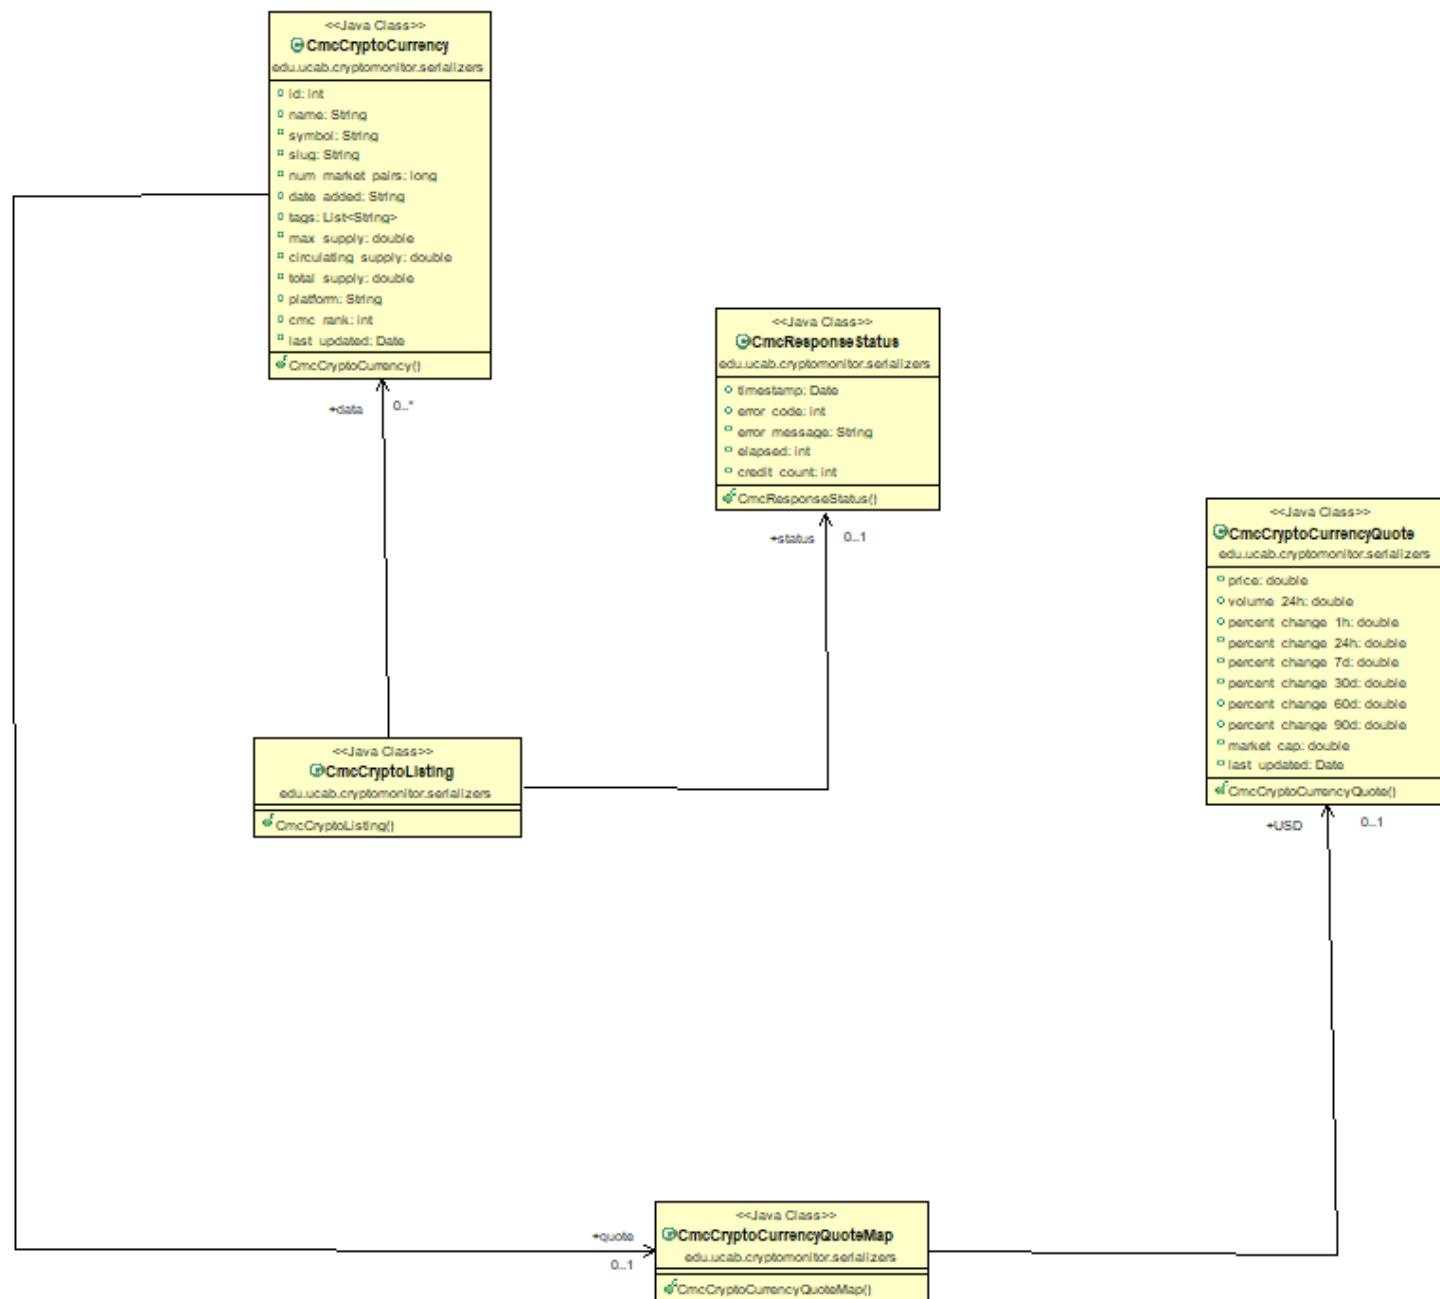 <<Java Class>>
CmcCryptoCurrency
edu.ucab.cryptomonitor.serializers
id: int
name: String
symbol: String
slug: String
num_market_pairs: long
date_added: String
tags: List<String>
max_supply: double
circulating_supply: double
total_supply: double
platform: String
cmc_rank: int
last_updated: Date
CmcCryptoCurrency()
+data
0..*
<<Java Class>>
CmcResponseStatus
edu.ucab.cryptomonitor.serializers
timestamp: Date
error_code: int
error_message: String
elapsed: int
credit_count: int
CmcResponseStatus()
+status
0..1
<<Java Class>>
CmcCryptoCurrencyQuote
edu.ucab.cryptomonitor.serializers
price: double
volume_24h: double
percent_change_1h: double
percent_change_24h: double
percent_change_7d: double
percent_change_30d: double
percent_change_60d: double
percent_change_90d: double
market_cap: double
last_updated: Date
CmcCryptoCurrencyQuote()
+USD
0..1
<<Java Class>>
CmcCryptoListing
edu.ucab.cryptomonitor.serializers
CmcCryptoListing()
+quote
0..1
<<Java Class>>
CmcCryptoCurrencyQuoteMap
edu.ucab.cryptomonitor.serializers
CmcCryptoCurrencyQuoteMap()